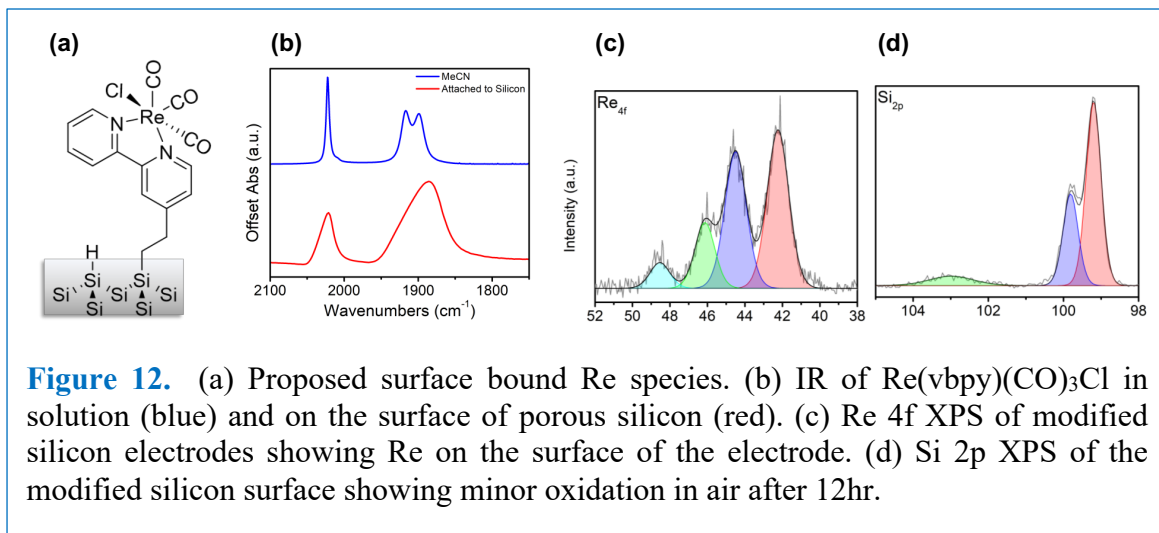 (a)
(b)
(c)
(d)
CO
Cl
CO
Re
N
CO
N
H
Si
Si
Si
Si
Si
Si
Si
Si
MeCN
Attached to Silicon
Offset Abs (a.u.)
2100 2000 1900 1800
Wavenumbers (cm-1)
Re4f
Intensity (a.u.)
52 50 48 46 44 42 40 38
Si2p
104 102 100 98
Figure 12. (a) Proposed surface bound Re species. (b) IR of Re(vbpy)(CO)3Cl in
solution (blue) and on the surface of porous silicon (red). (c) Re 4f XPS of modified
silicon electrodes showing Re on the surface of the electrode. (d) Si 2p XPS of the
modified silicon surface showing minor oxidation in air after 12hr.